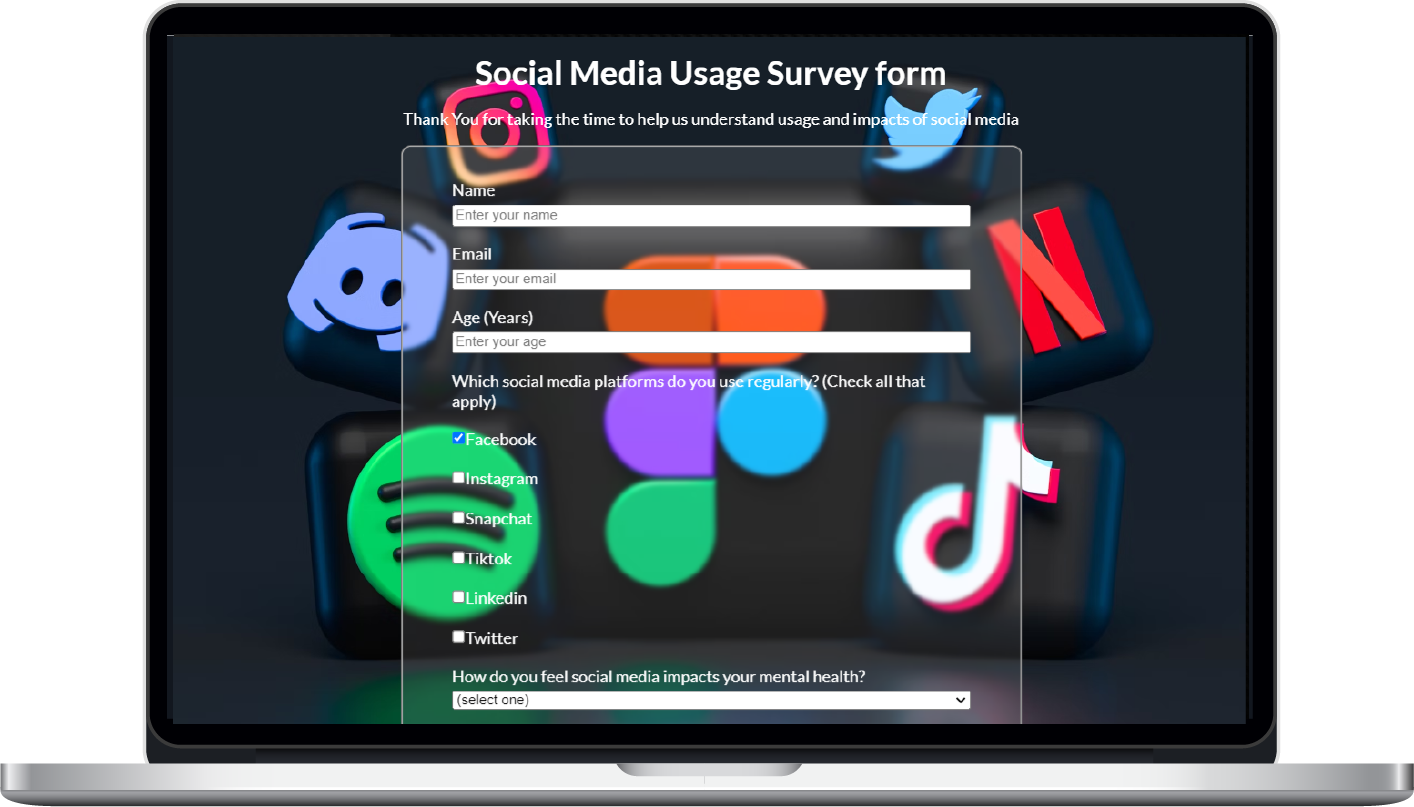 Social Media Usage Survey form
Thank You for taking the time to help us understand usage and impacts of social media
Name
Enter your name
Email
Enter your email
Age (Years)
Enter your age
Which social media platforms do you use regularly? (Check all that
apply)
Facebook
Instagram
Snapchat
Tiktok
Linkedin
Twitter
How do you feel social media impacts your mental health?
(select one)